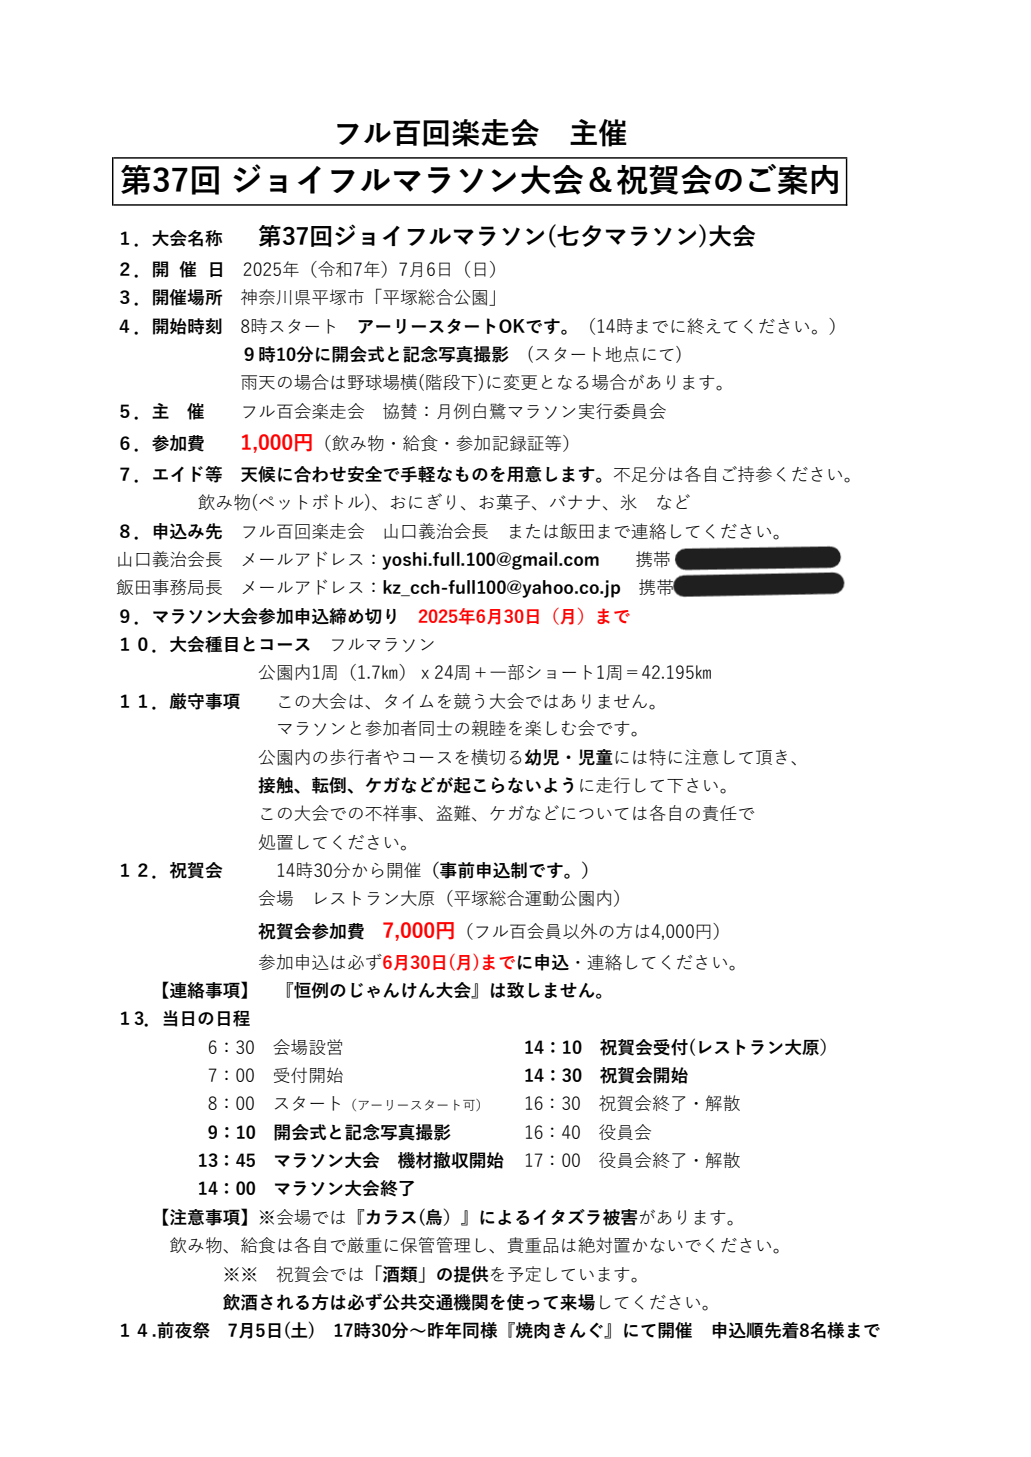 フル百回楽走会　主催
第37回 ジョイフルマラソン大会＆祝賀会のご案内
１．大会名称　第37回ジョイフルマラソン(七夕マラソン)大会
２．開 催 日　2025年（令和7年）7月6日（日）
３．開催場所　神奈川県平塚市「平塚総合公園」
４．開始時刻　8時スタート　アーリースタートOKです。（14時までに終えてください。）
９時10分に開会式と記念写真撮影　（スタート地点にて）
雨天の場合は野球場横(階段下)に変更となる場合があります。
５．主　催　フル百会楽走会　協賛：月例白鷺マラソン実行委員会
６．参加費　1,000円（飲み物・給食・参加記録証等）
７．エイド等　天候に合わせ安全で手軽なものを用意します。不足分は各自ご持参ください。
飲み物(ペットボトル)、おにぎり、お菓子、バナナ、氷　など
８．申込み先　フル百回楽走会　山口義治会長　または飯田まで連絡してください。
山口義治会長　メールアドレス：yoshi.full.100@gmail.com　携帯
飯田事務局長　メールアドレス：kz_cch-full100@yahoo.co.jp　携帯
９．マラソン大会参加申込締め切り　2025年6月30日（月）まで
１０．大会種目とコース　フルマラソン
公園内1周（1.7㎞） x 24周＋一部ショート1周＝42.195㎞
１１．厳守事項　この大会は、タイムを競う大会ではありません。
マラソンと参加者同士の親睦を楽しむ会です。
公園内の歩行者やコースを横切る幼児・児童には特に注意して頂き、
接触、転倒、ケガなどが起こらないように走行して下さい。
この大会での不祥事、盗難、ケガなどについては各自の責任で
処置してください。
１２．祝賀会　14時30分から開催（事前申込制です。）
会場　レストラン大原（平塚総合運動公園内）
祝賀会参加費　7,000円（フル百会員以外の方は4,000円）
参加申込は必ず6月30日(月)までに申込・連絡してください。
【連絡事項】　『恒例のじゃんけん大会』は致しません。
１３．当日の日程
6：30　会場設営　14：10　祝賀会受付(レストラン大原）
7：00　受付開始　14：30　祝賀会開始
8：00　スタート（アーリースタート可）　16：30　祝賀会終了・解散
9：10　開会式と記念写真撮影　16：40　役員会
13：45　マラソン大会　機材撤収開始　17：00　役員会終了・解散
14：00　マラソン大会終了
【注意事項】※会場では『カラス(烏）』によるイタズラ被害があります。
飲み物、給食は各自で厳重に保管管理し、貴重品は絶対置かないでください。
※※　祝賀会では「酒類」の提供を予定しています。
飲酒される方は必ず公共交通機関を使って来場してください。
１４.前夜祭　7月5日(土)　17時30分～昨年同様『焼肉きんぐ』にて開催　申込順先着8名様まで